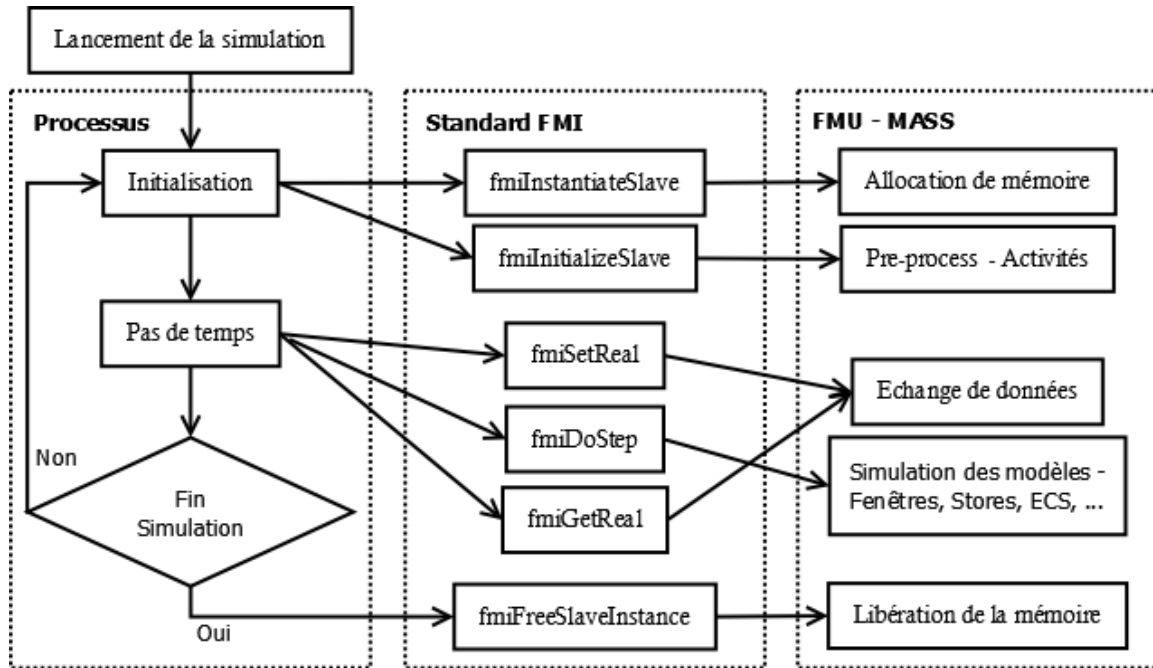 Lancement de la simulation
Processus
Standard FMI
FMU - MASS
Initialisation
fmiInstantiateSlave
Allocation de mémoire
fmiInitializeSlave
Pre-process - Activités
Pas de temps
fmiSetReal
Echange de données
fmiDoStep
Simulation des modèles -
Fenêtres, Stores, ECS, ...
Non
Fin
Simulation
fmiGetReal
fmiFreeSlaveInstance
Libération de la mémoire
Oui